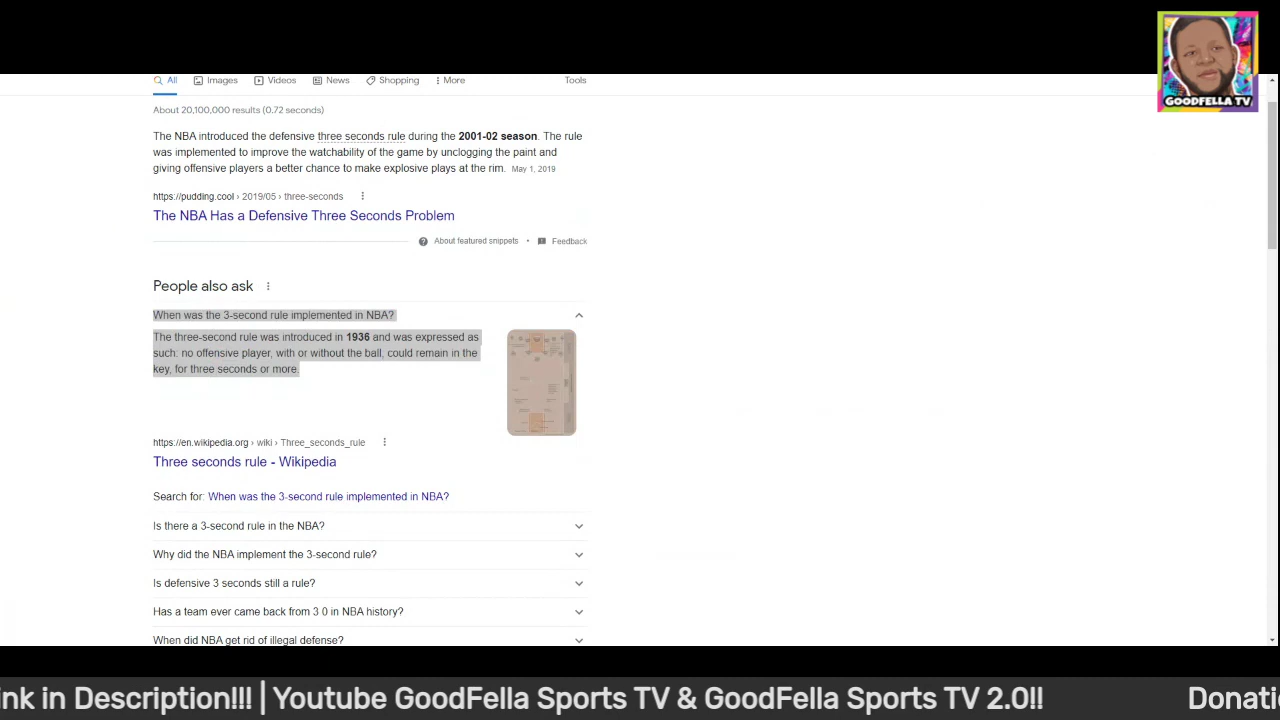 GOODFELLA TV
All Images Videos News Shopping More Tools
About 20,100,000 results (0.72 seconds)
The NBA introduced the defensive three seconds rule during the 2001-02 season. The rule
was implemented to improve the watchability of the game by unclogging the paint and
giving offensive players a better chance to make explosive plays at the rim. May 1, 2019
https://pudding.cool › 2019/05 › three-seconds
The NBA Has a Defensive Three Seconds Problem
About featured snippets • Feedback
People also ask
When was the 3-second rule implemented in NBA?
The three-second rule was introduced in 1936 and was expressed as
such: no offensive player, with or without the ball, could remain in the
key, for three seconds or more.
https://en.wikipedia.org › wiki › Three_seconds_rule
Three seconds rule - Wikipedia
Search for: When was the 3-second rule implemented in NBA?
Is there a 3-second rule in the NBA?
Why did the NBA implement the 3-second rule?
Is defensive 3 seconds still a rule?
Has a team ever came back from 3 0 in NBA history?
When did NBA get rid of illegal defense?
ink in Description!!! | Youtube GoodFella Sports TV & GoodFella Sports TV 2.0!! Donati